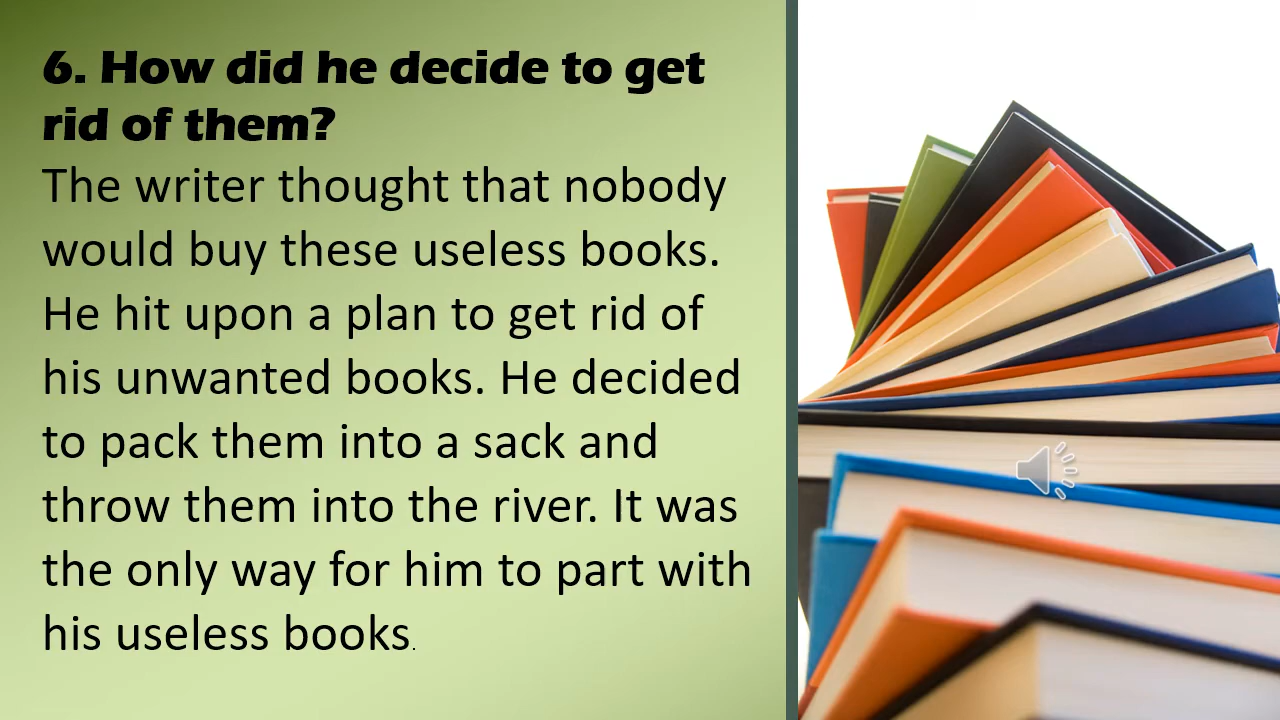 6. How did he decide to get
rid of them?
The writer thought that nobody
would buy these useless books.
He hit upon a plan to get rid of
his unwanted books. He decided
to pack them into a sack and
throw them into the river. It was
the only way for him to part with
his useless books.